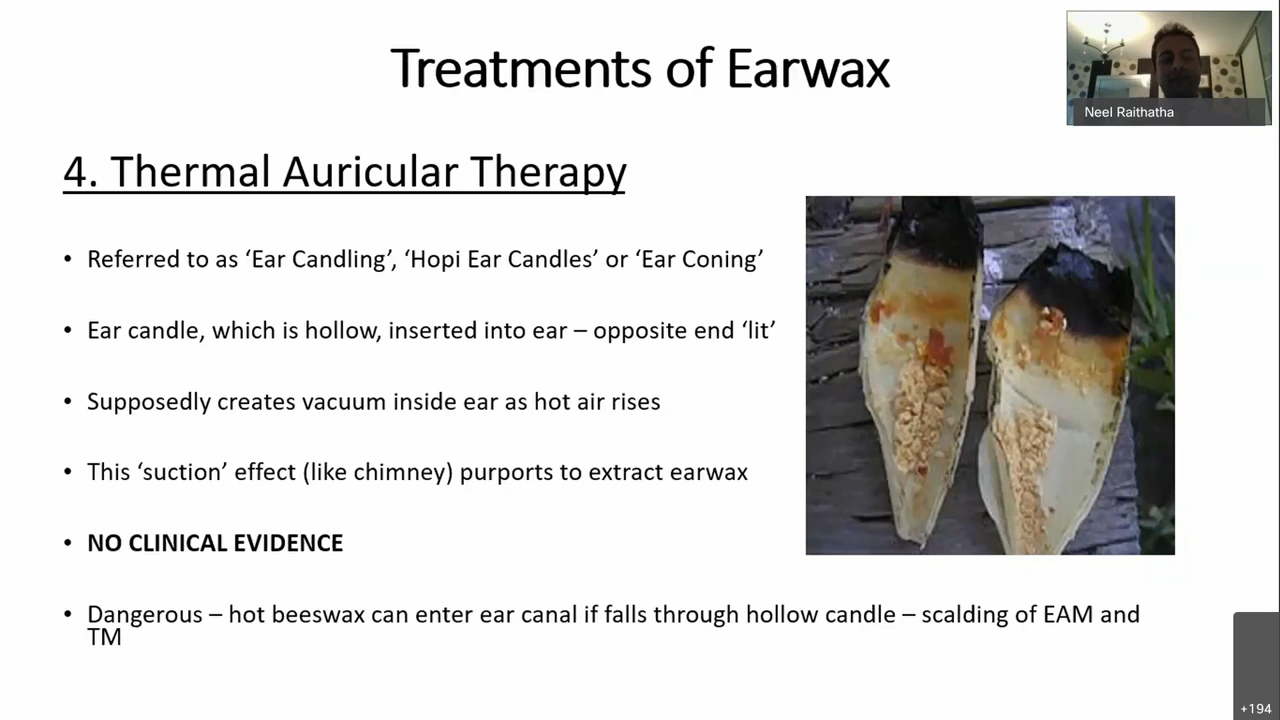 Treatments of Earwax
Neel Raithatha
4. Thermal Auricular Therapy
• Referred to as ‘Ear Candling’, ‘Hopi Ear Candles’ or ‘Ear Coning’
• Ear candle, which is hollow, inserted into ear – opposite end ‘lit’
• Supposedly creates vacuum inside ear as hot air rises
• This ‘suction’ effect (like chimney) purports to extract earwax
• NO CLINICAL EVIDENCE
• Dangerous – hot beeswax can enter ear canal if falls through hollow candle – scalding of EAM and
TM
+194